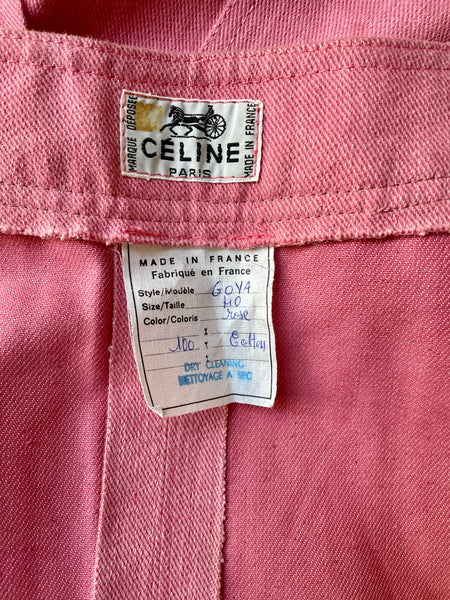 MARQUE DÉPOSÉE
CÉLINE
PARIS
MADE IN FRANCE
MADE IN FRANCE
Fabriqué en France
Style/Modèle GOYA
Size/Taille 40
Color/Coloris rose
100 : Cotton
DRY CLEANING
NETTOYAGE A SEC